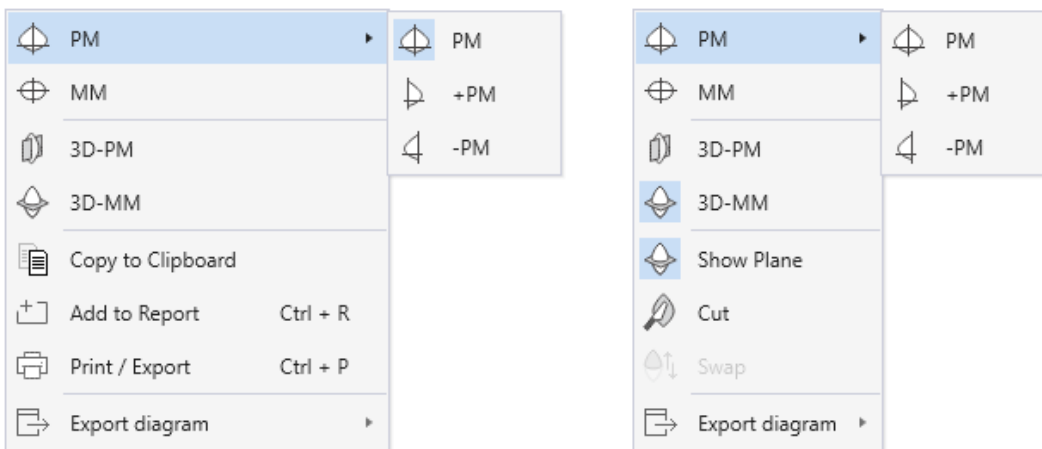 PM
MM
3D-PM
3D-MM
Copy to Clipboard
Add to Report Ctrl + R
Print / Export Ctrl + P
Export diagram
PM
+PM
-PM
PM
MM
3D-PM
3D-MM
Show Plane
Cut
Swap
Export diagram
PM
+PM
-PM